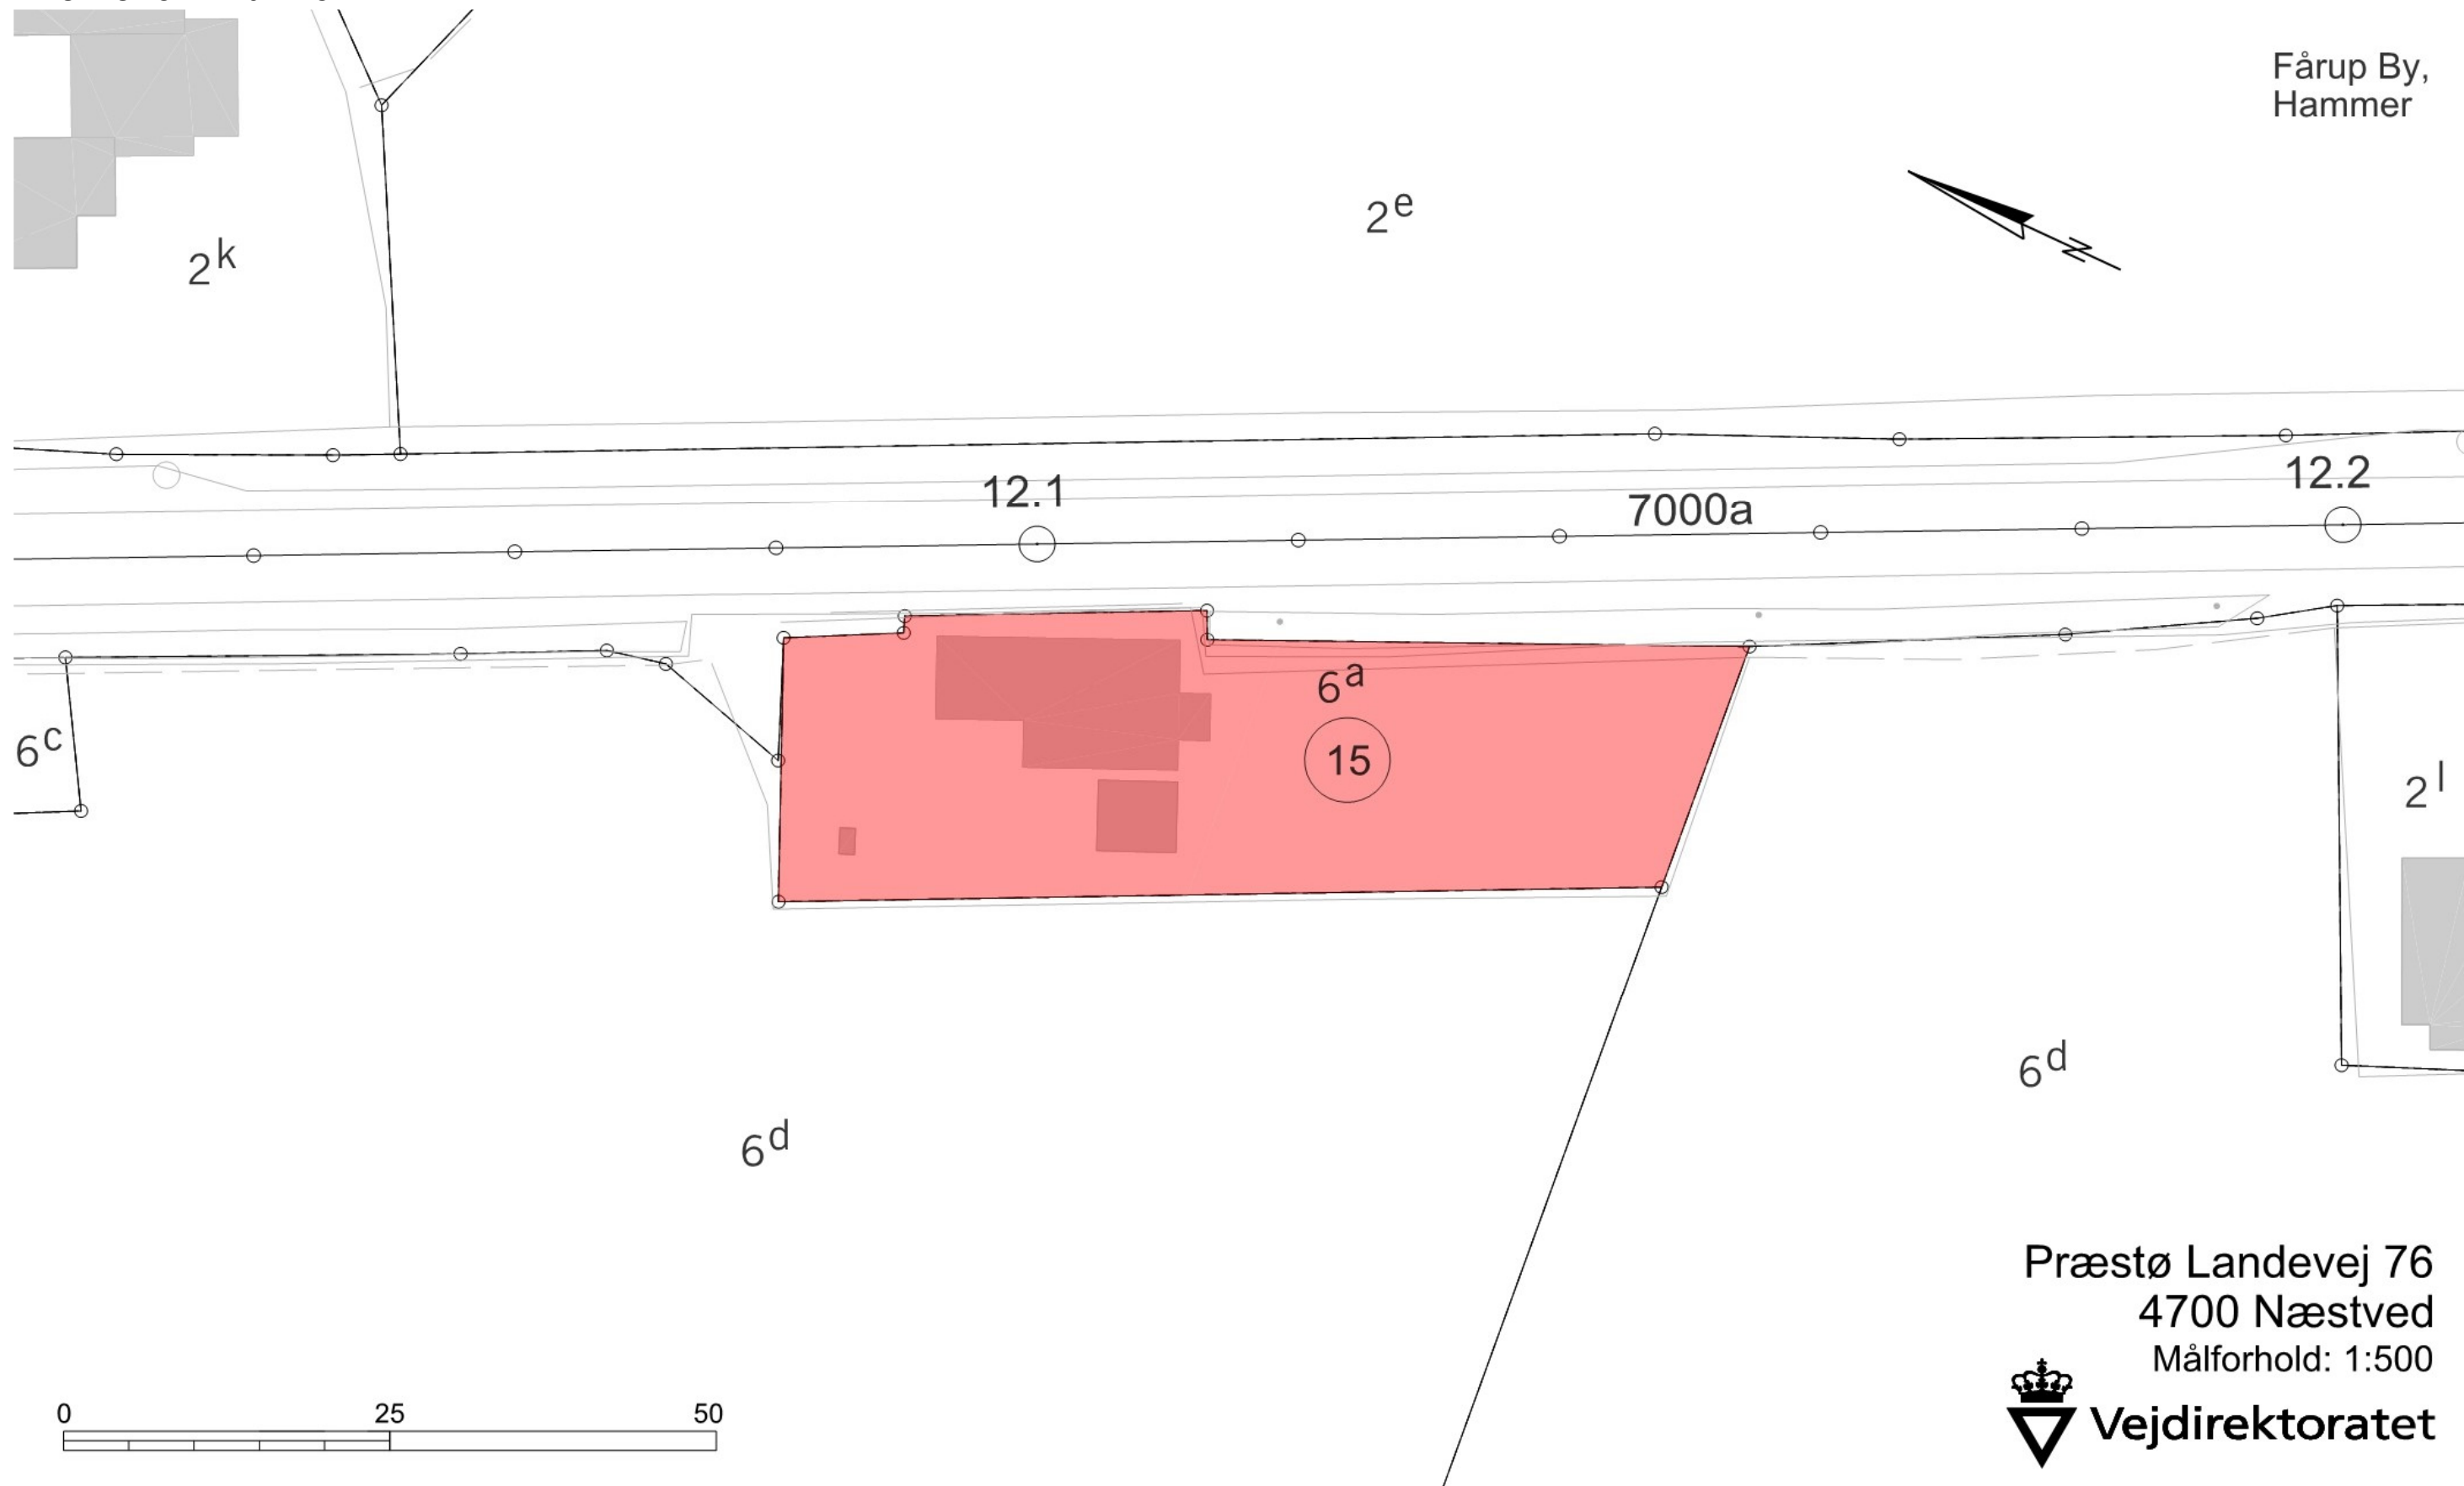 Fårup By,
Hammer
2e
2k
12.1
7000a
12.2
6a
15
6c
2l
6d
6d
Præstø Landevej 76
4700 Næstved
Målforhold: 1:500
Vejdirektoratet
0 25 50